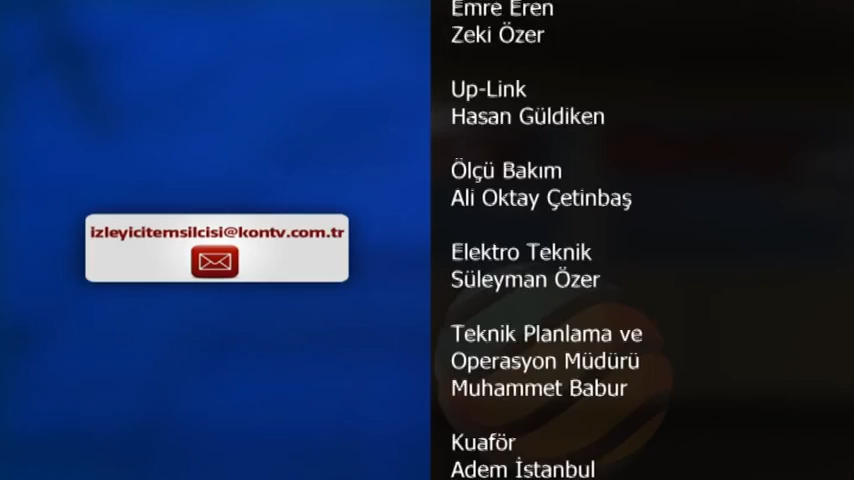 izleyicitemsilcisi@kontv.com.tr
Emre Eren
Zeki Özer
Up-Link
Hasan Güldiken
Ölçü Bakım
Ali Oktay Çetinbaş
Elektro Teknik
Süleyman Özer
Teknik Planlama ve
Operasyon Müdürü
Muhammet Babur
Kuaför
Adem İstanbul